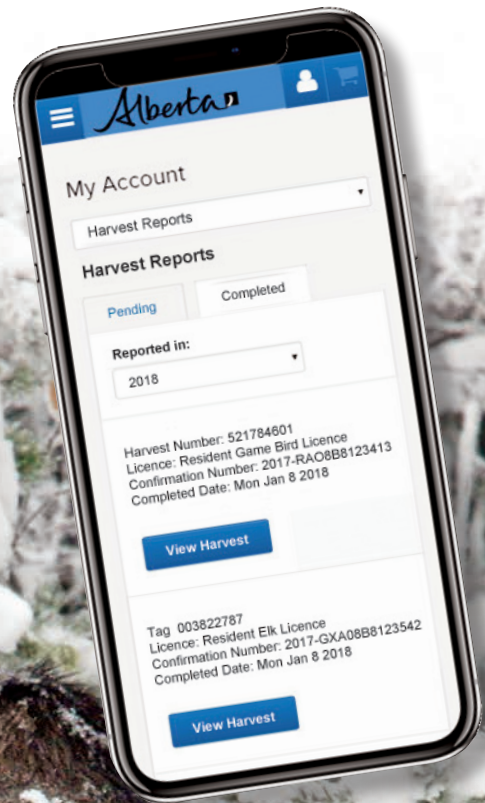 Alberta
My Account
Harvest Reports
Harvest Reports
Pending
Completed
Reported in:
2018
Harvest Number: 521784601
Licence: Resident Game Bird Licence
Confirmation Number: 2017-RAO8B8123413
Completed Date: Mon Jan 8 2018
View Harvest
Tag 003822787
Licence: Resident Elk Licence
Confirmation Number: 2017-GXA08B8123542
Completed Date: Mon Jan 8 2018
View Harvest